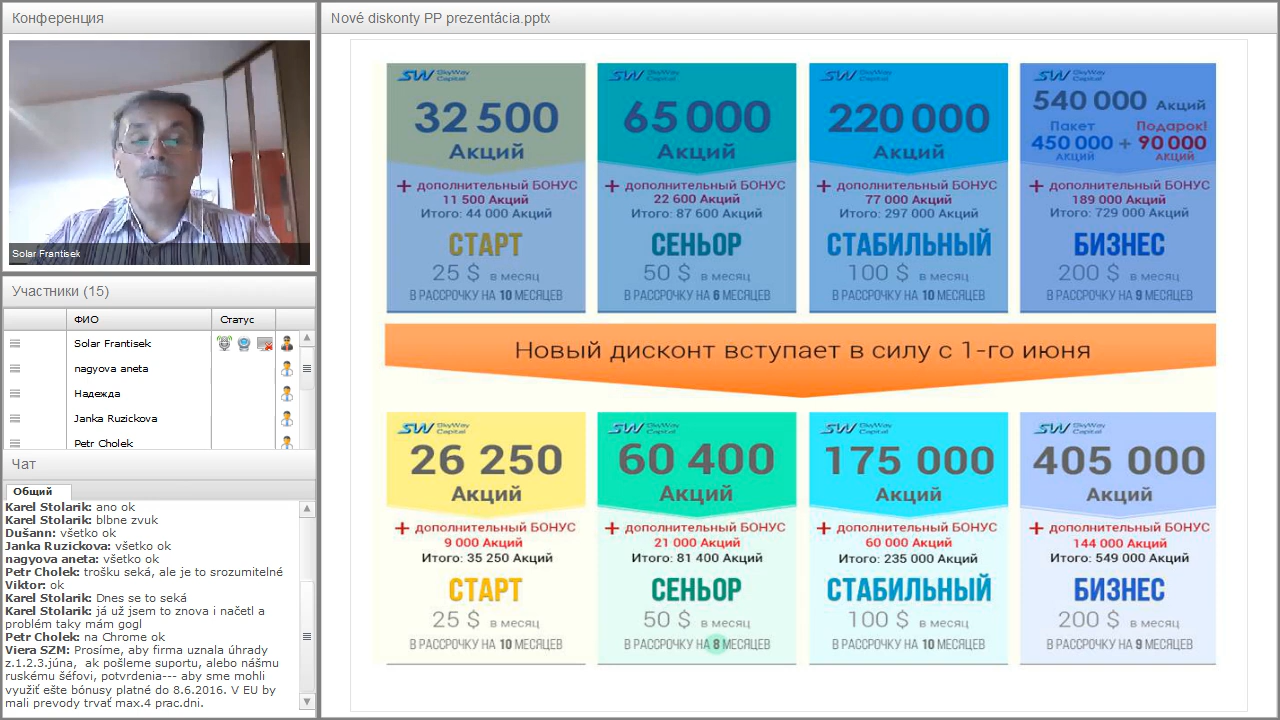 Конференция
Solar Frantisek
Участники (15)
ФИО
Статус
Solar Frantisek
nagyova aneta
Надежда
Janka Ruzickova
Petr Cholek
Чат
Общий
Karel Stolarik: ano ok
Karel Stolarik: blbne zvuk
Dušann: všetko ok
Janka Ruzickova: všetko ok
nagyova aneta: všetko ok
Petr Cholek: trošku seká, ale je to srozumitelné
Viktor: ok
Karel Stolarik: Dnes se to seká
Karel Stolarik: já už jsem to znova i načetl a
problém taky mám gogl
Petr Cholek: na Chrome ok
Viera SZM: Prosíme, aby firma uznala úhrady
z.1.2.3.júna, ak pošleme suportu, alebo nášmu
ruskému šéfovi, potvrdenia--- aby sme mohli
využiť ešte bónusy platné do 8.6.2016. V EU by
mali prevody trvať max.4 prac.dni.
Nové diskonty PP prezentácia.pptx
SW SkyWay
Capital
32 500
Акций
+ дополнительный БОНУС
11 500 Акций
Итого: 44 000 Акций
СТАРТ
25 $ в месяц
В РАССРОЧКУ НА 10 МЕСЯЦЕВ
SW SkyWay
Capital
65 000
Акций
+ дополнительный БОНУС
22 600 Акций
Итого: 87 600 Акций
СЕНЬОР
50 $ в месяц
В РАССРОЧКУ НА 6 МЕСЯЦЕВ
SW SkyWay
Capital
220 000
Акций
+ дополнительный БОНУС
77 000 Акций
Итого: 297 000 Акций
СТАБИЛЬНЫЙ
100 $ в месяц
В РАССРОЧКУ НА 10 МЕСЯЦЕВ
SW SkyWay
Capital
540 000 Акций
Пакет Подарок!
450 000 + 90 000
АКЦИЙ АКЦИЙ
+ дополнительный БОНУС
189 000 Акций
Итого: 729 000 Акций
БИЗНЕС
200 $ в месяц
В РАССРОЧКУ НА 9 МЕСЯЦЕВ
Новый дисконт вступает в силу с 1-го июня
SW SkyWay
Capital
26 250
Акций
+ дополнительный БОНУС
9 000 Акций
Итого: 35 250 Акций
СТАРТ
25 $ в месяц
В РАССРОЧКУ НА 10 МЕСЯЦЕВ
SW SkyWay
Capital
60 400
Акций
+ дополнительный БОНУС
21 000 Акций
Итого: 81 400 Акций
СЕНЬОР
50 $ в месяц
В РАССРОЧКУ НА 8 МЕСЯЦЕВ
SW SkyWay
Capital
175 000
Акций
+ дополнительный БОНУС
60 000 Акций
Итого: 235 000 Акций
СТАБИЛЬНЫЙ
100 $ в месяц
В РАССРОЧКУ НА 10 МЕСЯЦЕВ
SW SkyWay
Capital
405 000
Акций
+ дополнительный БОНУС
144 000 Акций
Итого: 549 000 Акций
БИЗНЕС
200 $ в месяц
В РАССРОЧКУ НА 9 МЕСЯЦЕВ